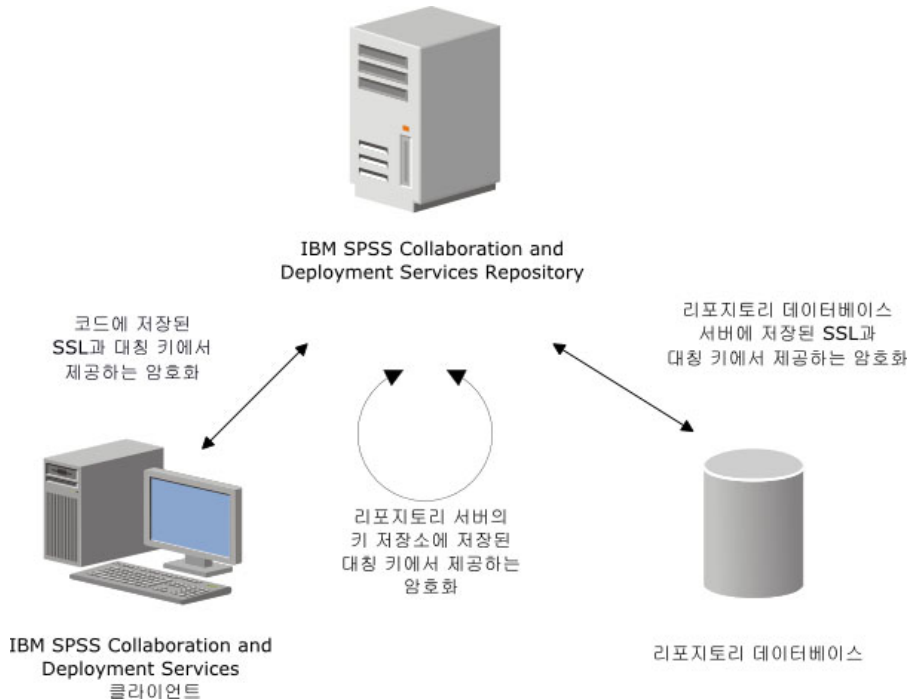 IBM SPSS Collaboration and
Deployment Services Repository
코드에 저장된
SSL과 대칭 키에서
제공하는 암호화
리포지토리 데이터베이스
서버에 저장된 SSL과
대칭 키에서 제공하는 암호화
리포지토리 서버의
키 저장소에 저장된
대칭 키에서 제공하는
암호화
IBM SPSS Collaboration and
Deployment Services
클라이언트
리포지토리 데이터베이스